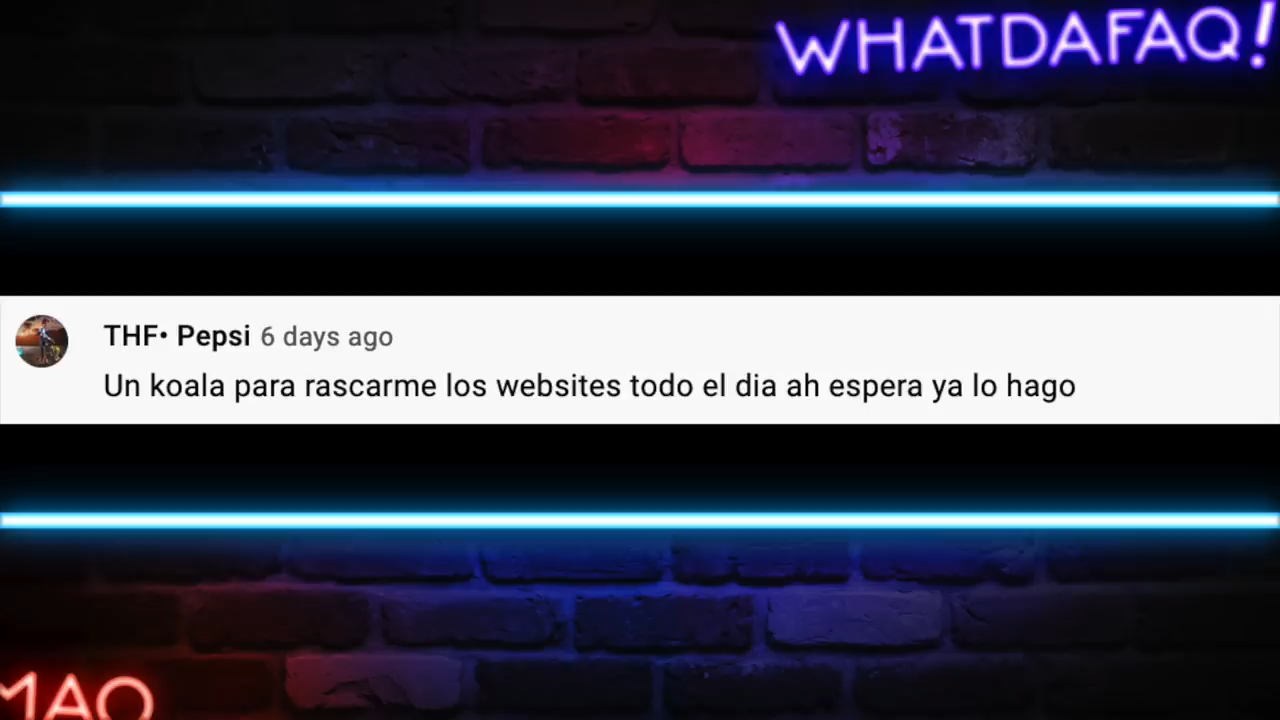 WHATDAFAQ!
THF• Pepsi 6 days ago
Un koala para rascarme los websites todo el dia ah espera ya lo hago
MAO